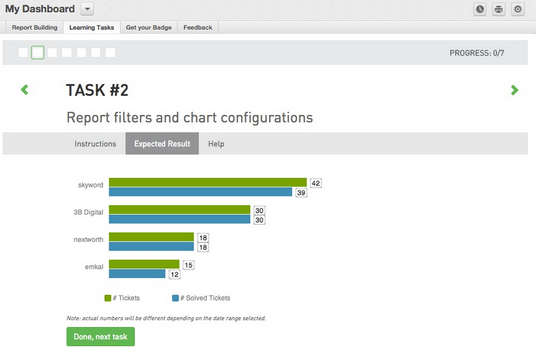 My Dashboard
Report Building Learning Tasks Get your Badge Feedback
PROGRESS: 0/7
TASK #2
Report filters and chart configurations
Instructions Expected Result Help
skyword 42
39
3B Digital 30
30
nextworth 18
18
emkal 15
12
# Tickets # Solved Tickets
Note: actual numbers will be different depending on the date range selected.
Done, next task